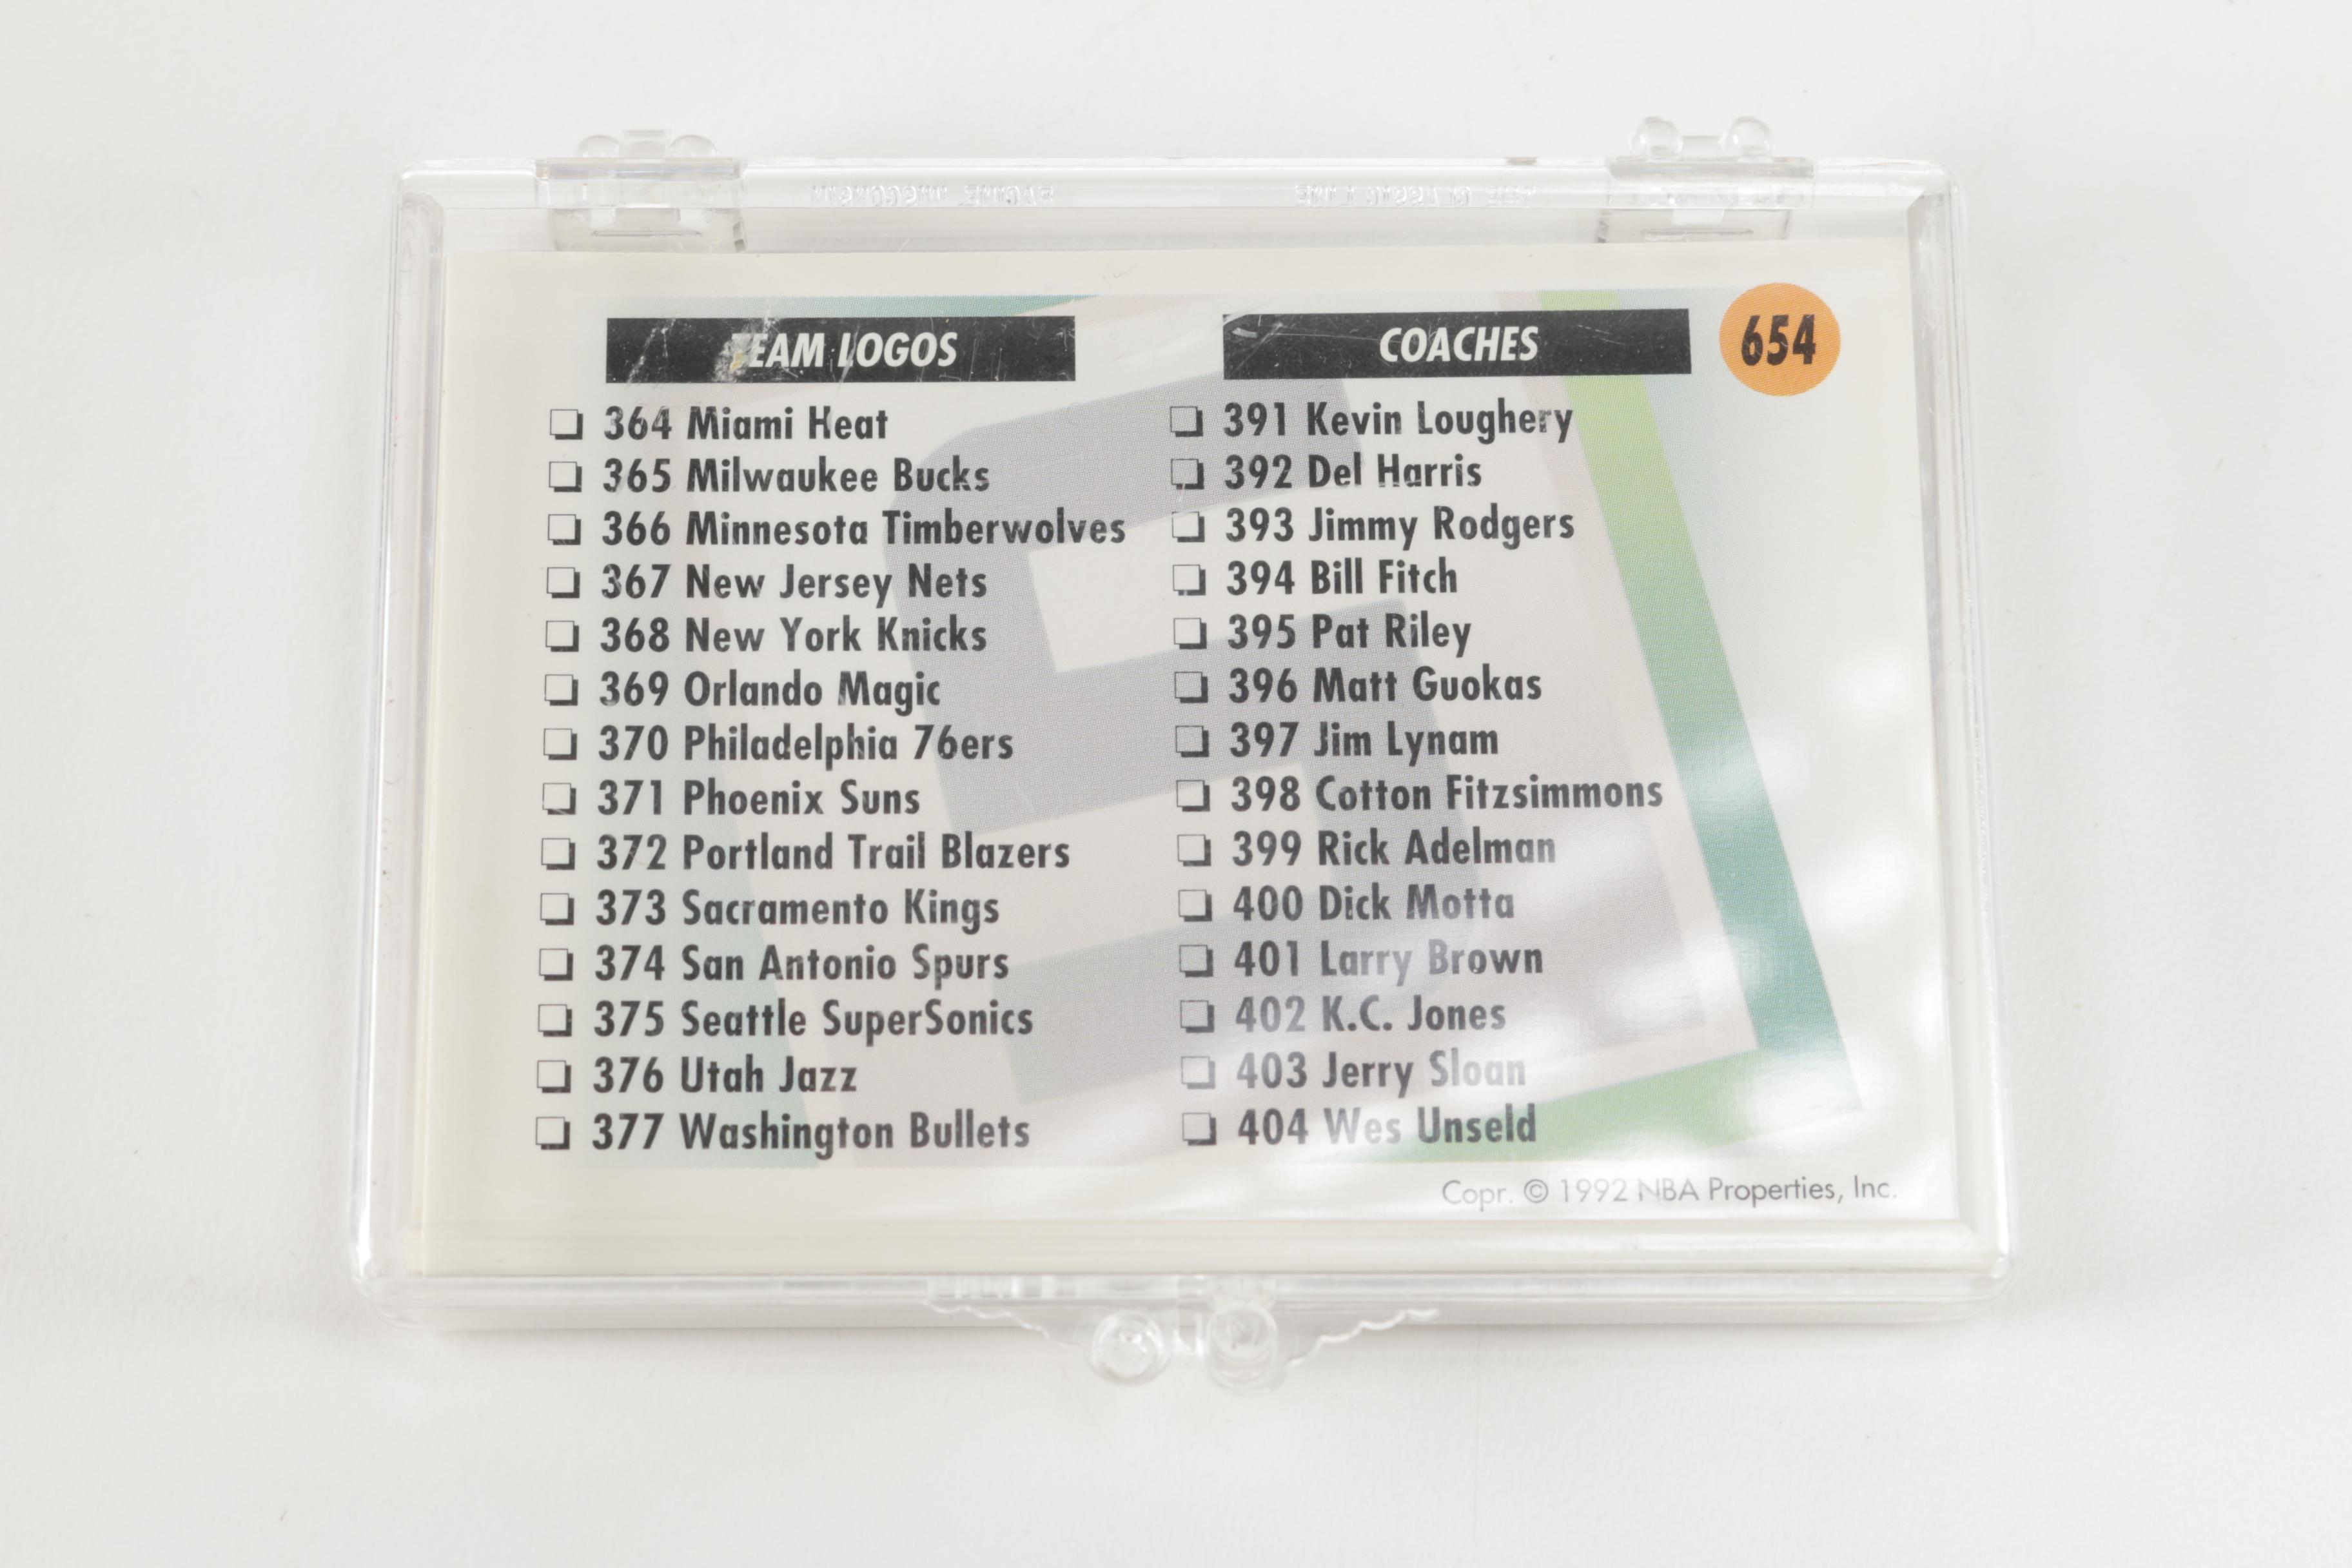 TEAM LOGOS
364 Miami Heat
365 Milwaukee Bucks
366 Minnesota Timberwolves
367 New Jersey Nets
368 New York Knicks
369 Orlando Magic
370 Philadelphia 76ers
371 Phoenix Suns
372 Portland Trail Blazers
373 Sacramento Kings
374 San Antonio Spurs
375 Seattle SuperSonics
376 Utah Jazz
377 Washington Bullets
COACHES
654
391 Kevin Loughery
392 Del Harris
393 Jimmy Rodgers
394 Bill Fitch
395 Pat Riley
396 Matt Guokas
397 Jim Lynam
398 Cotton Fitzsimmons
399 Rick Adelman
400 Dick Motta
401 Larry Brown
402 K.C. Jones
403 Jerry Sloan
404 Wes Unseld
Copr. © 1992 NBA Properties, Inc.